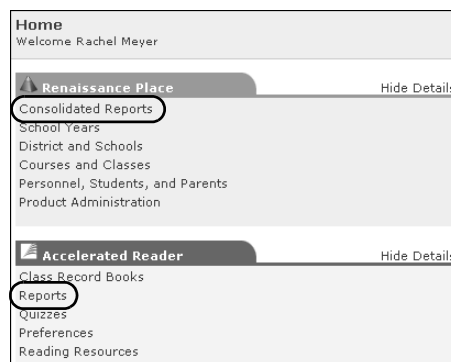 Home
Welcome Rachel Meyer
Renaissance Place Hide Details
Consolidated Reports
School Years
District and Schools
Courses and Classes
Personnel, Students, and Parents
Product Administration
Accelerated Reader Hide Details
Class Record Books
Reports
Quizzes
Preferences
Reading Resources